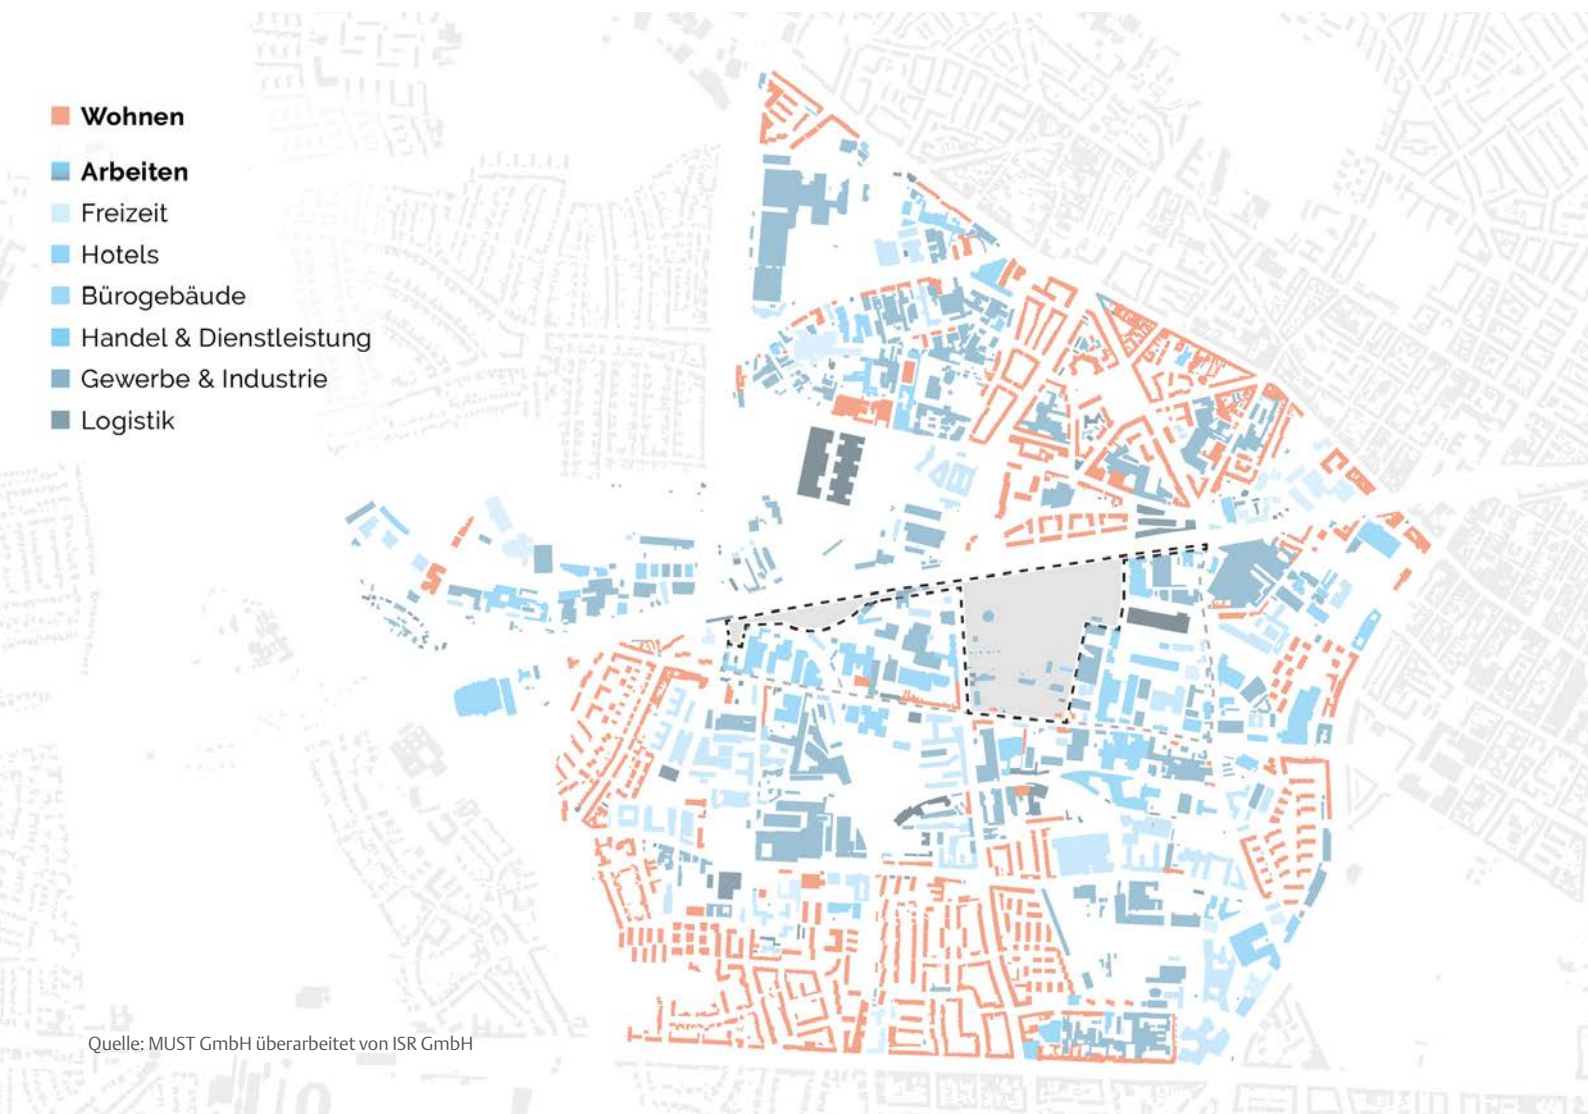 Wohnen
Arbeiten
Freizeit
Hotels
Bürogebäude
Handel & Dienstleistung
Gewerbe & Industrie
Logistik
Quelle: MUST GmbH überarbeitet von ISR GmbH